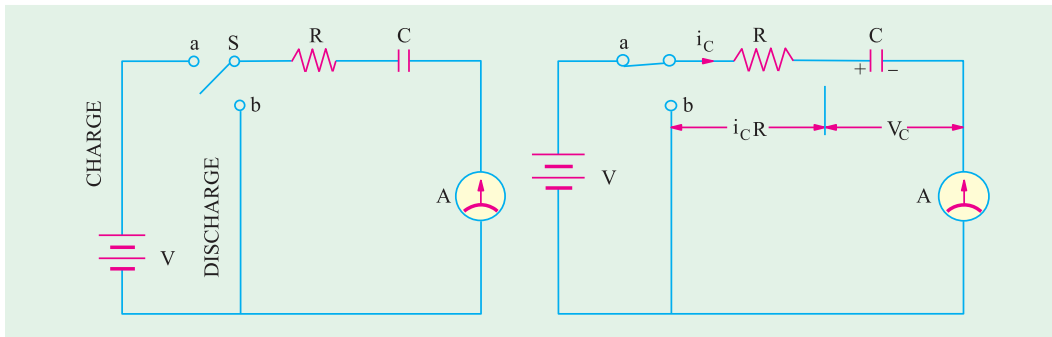 a S R C
b
CHARGE
DISCHARGE
A
V
a i_C R C
+ −
b
i_C R V_C
V
A